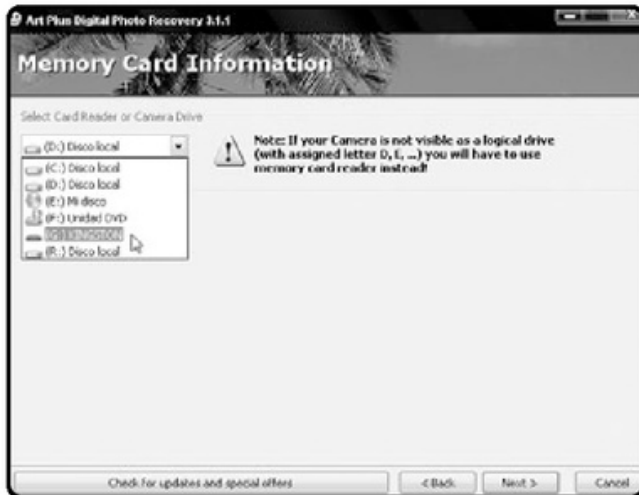 Art Plus Digital Photo Recovery 3.1.1
Memory Card Information
Select Card Reader or Camera Drive
(D:) Disco local
Note: If your Camera is not visible as a logical drive
(with assigned letter D, E, ...) you will have to use
memory card reader instead!
(C:) Disco local
(D:) Disco local
(E:) Mi disco
(F:) Unidad DVD
(R:) Disco local
Check for updates and special offers
< Back
Next >
Cancel